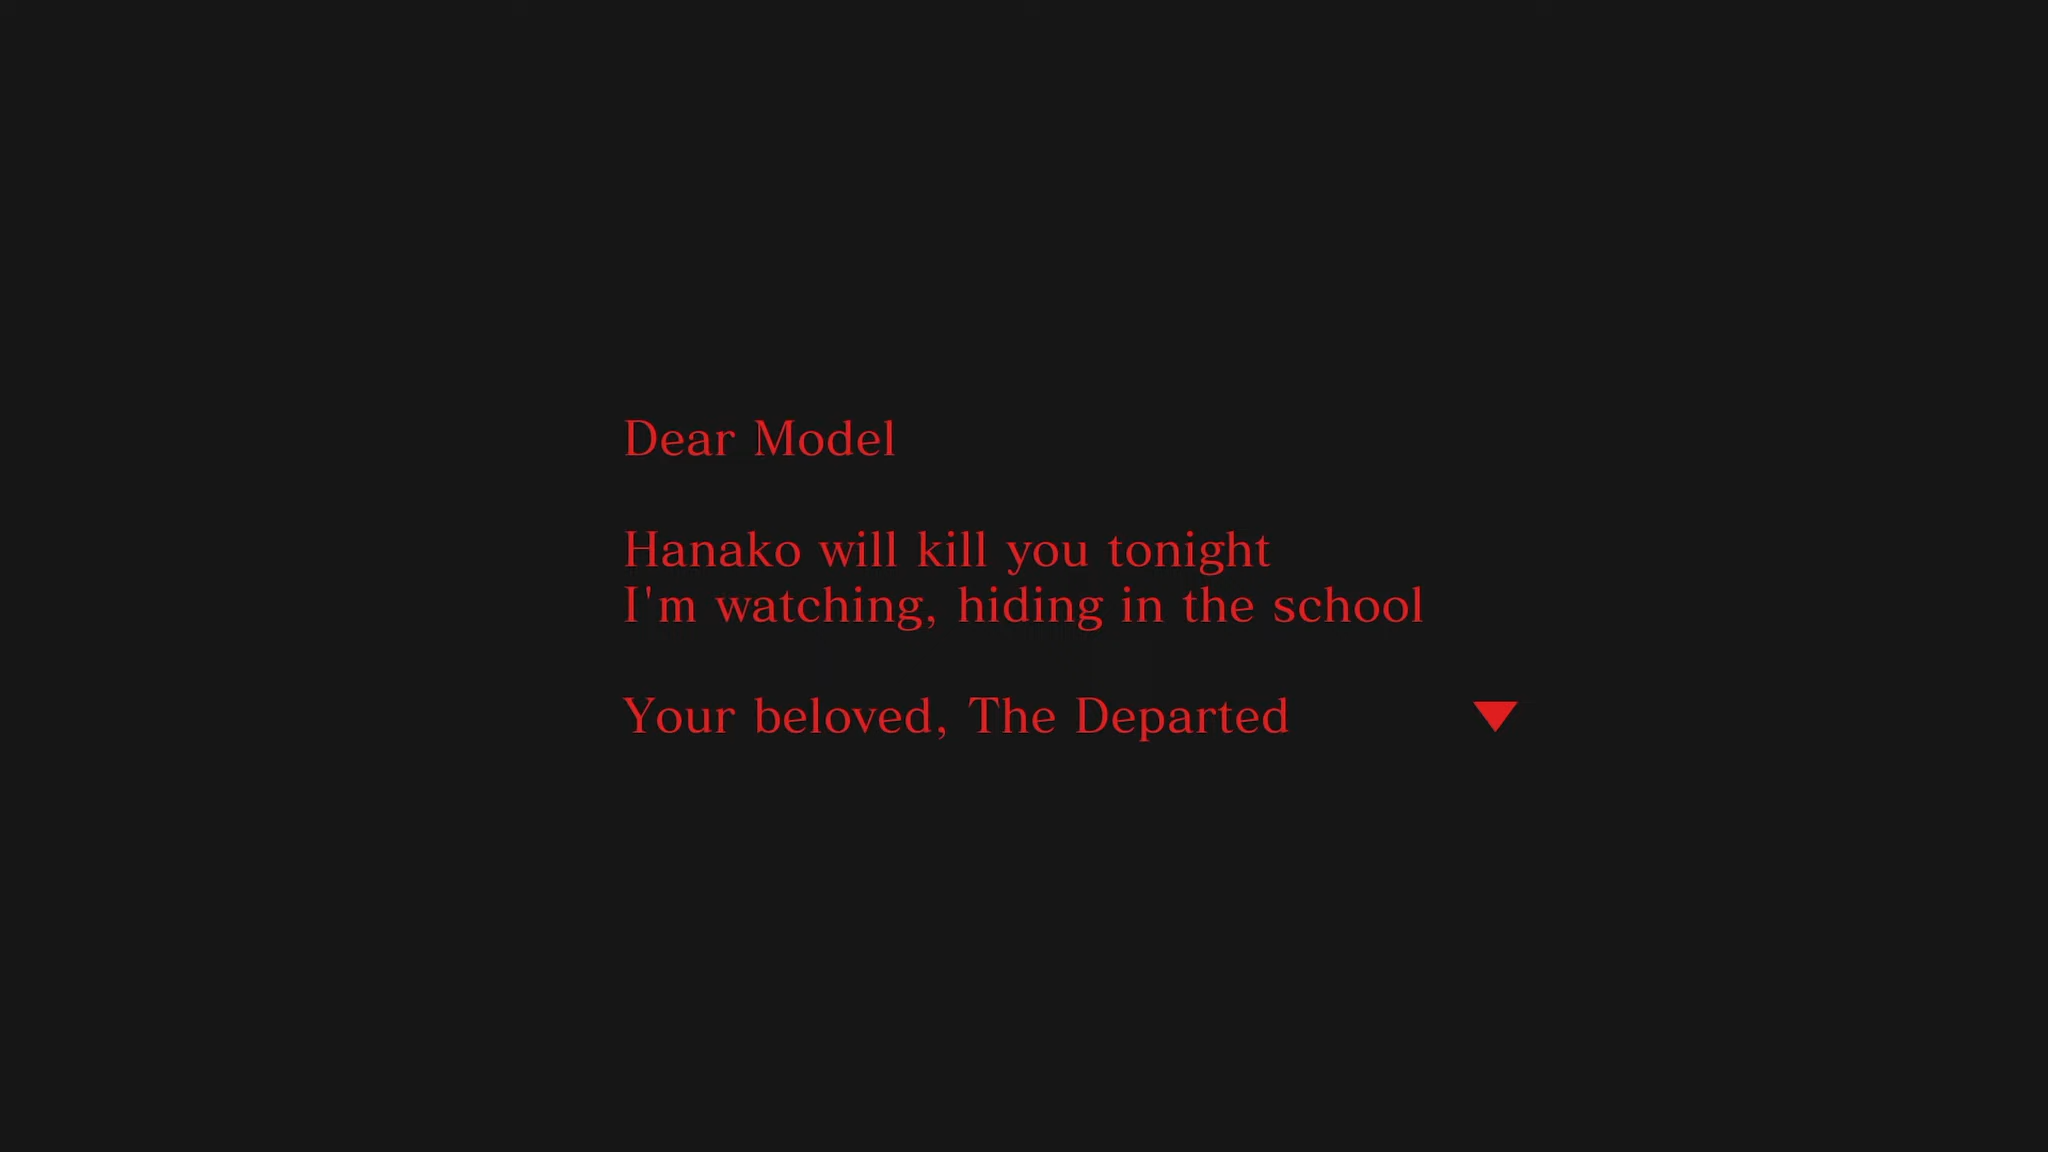 Dear Model
Hanako will kill you tonight
I'm watching, hiding in the school
Your beloved, The Departed